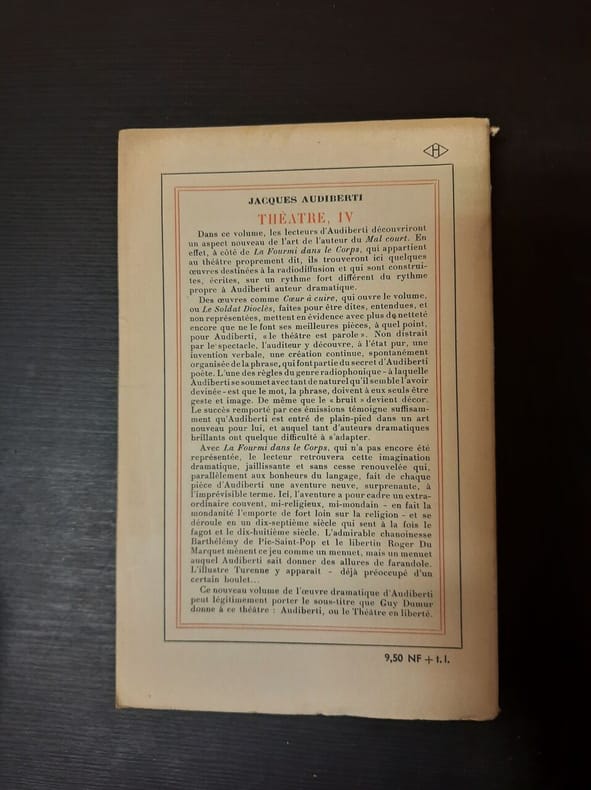 JACQUES AUDIBERTI
THÉATRE, IV
Dans ce volume, les lecteurs d'Audiberti découvriront
un aspect nouveau de l'art de l'auteur du Mal court. En
effet, à côté de La Fourmi dans le Corps, qui appartient
au théâtre proprement dit, ils trouveront ici quelques
œuvres destinées à la radiodiffusion et qui sont construi-
tes, écrites, sur un rythme fort différent du rythme
propre à Audiberti auteur dramatique.
Des œuvres comme Cœur à cuire, qui ouvre le volume,
ou Le Soldat Dioclès, faites pour être dites, entendues, et
non représentées, mettent en évidence avec plus de netteté
encore que ne le font ses meilleures pièces, à quel point,
pour Audiberti, « le théâtre est parole ». Non distrait
par le spectacle, l'auditeur y découvre, à l'état pur, une
invention verbale, une création continue, spontanément
organisée de la phrase, qui font partie du secret d'Audiberti
poète. L'une des règles du genre radiophonique - à laquelle
Audiberti se soumet avec tant de naturel qu'il semble l'avoir
devinée - est que le mot, la phrase, doivent à eux seuls être
geste et image. De même que le « bruit » devient décor.
Le succès remporté par ces émissions témoigne suffisam-
ment qu'Audiberti est entré de plain-pied dans un art
nouveau pour lui, et auquel tant d'auteurs dramatiques
brillants ont quelque difficulté à s'adapter.
Avec La Fourmi dans le Corps, qui n'a pas encore été
représentée, le lecteur retrouvera cette imagination
dramatique, jaillissante et sans cesse renouvelée qui,
parallèlement aux bonheurs du langage, fait de chaque
pièce d'Audiberti une aventure neuve, surprenante, à
l'imprévisible terme. Ici, l'aventure a pour cadre un extra-
ordinaire couvent, mi-religieux, mi-mondain - en fait la
mondanité l'emporte de fort loin sur la religion - et se
déroule en un dix-septième siècle qui sent à la fois le
fagot et le dix-huitième siècle. L'admirable chanoinesse
Barthélémy de Pic-Saint-Pop et le libertin Roger Du
Marquet mènent ce jeu comme un menuet, mais un menuet
auquel Audiberti sait donner des allures de farandole.
L'illustre Turenne y apparait - déjà préoccupé d'un
certain boulet...
Ce nouveau volume de l'œuvre dramatique d'Audiberti
peut légitimement porter le sous-titre que Guy Dumur
donne à ce théâtre : Audiberti, ou le Théâtre en liberté.
9,50 NF + t. l.